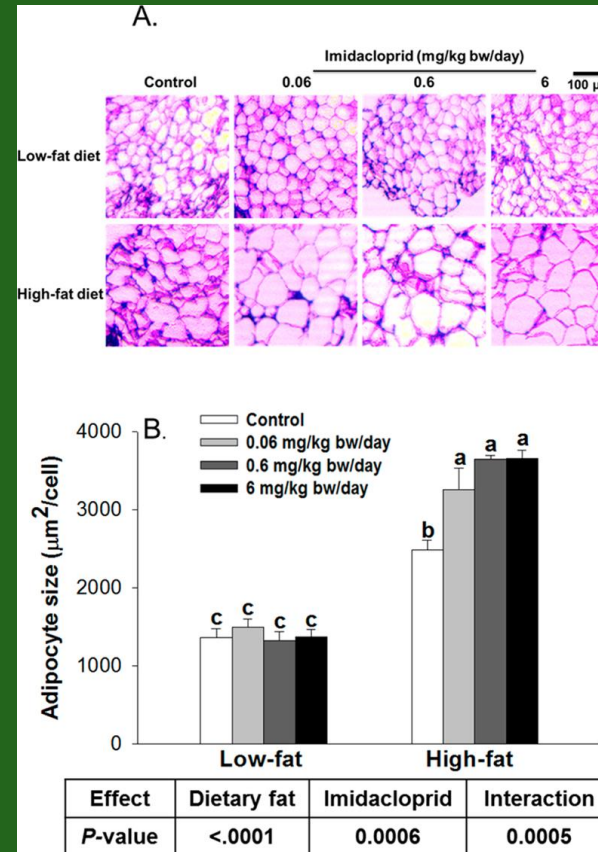 A.
Imidacloprid (mg/kg bw/day)
Control 0.06 0.6 6 100 μ
Low-fat diet
High-fat diet
B.
Control
0.06 mg/kg bw/day
0.6 mg/kg bw/day
6 mg/kg bw/day
Adipocyte size (μm²/cell)
4000
3000
2000
1000
0
c c c c
b a a a
Low-fat High-fat
Effect Dietary fat Imidacloprid Interaction
P-value <.0001 0.0006 0.0005